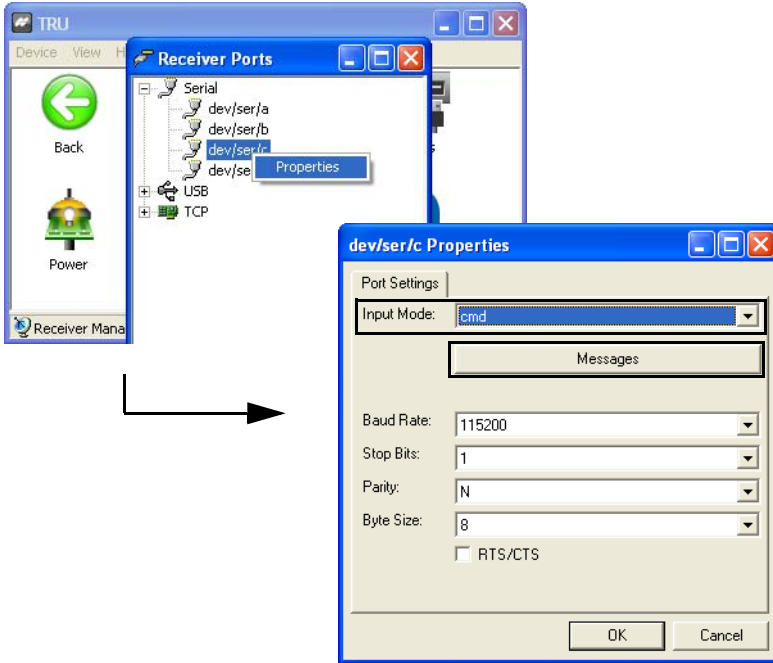 TRU
Device View H
Back
Power
Receiver Mana
Receiver Ports
Serial
dev/ser/a
dev/ser/b
dev/ser/c
dev/se
Properties
USB
TCP
s
dev/ser/c Properties
Port Settings
Input Mode: cmd
Messages
Baud Rate: 115200
Stop Bits: 1
Parity: N
Byte Size: 8
RTS/CTS
OK Cancel